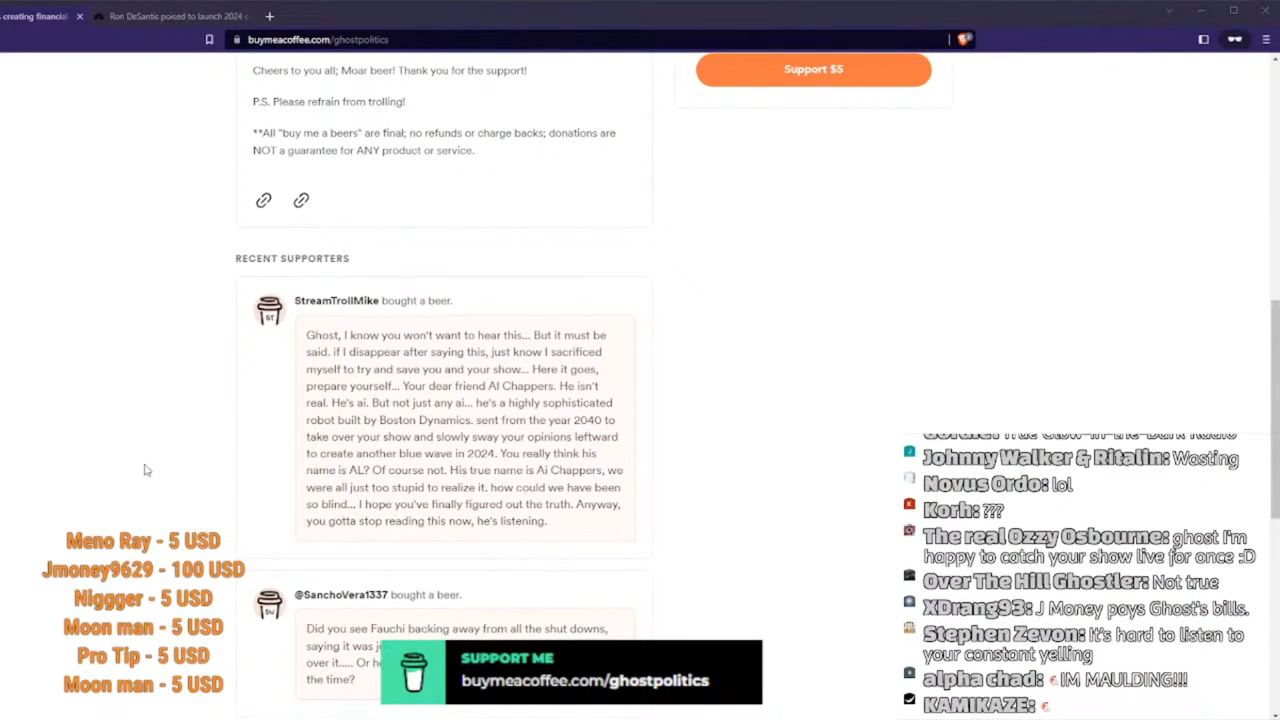 creating financial
Ron DeSantis poised to launch 2024
buymeacoffee.com/ghostpolitics
Cheers to you all; Moar beer! Thank you for the support!
Support $5
P.S. Please refrain from trolling!
**All "buy me a beers" are final; no refunds or charge backs; donations are
NOT a guarantee for ANY product or service.
RECENT SUPPORTERS
StreamTrollMike bought a beer.
Ghost, I know you won't want to hear this... But it must be
said. if I disappear after saying this, just know I sacrificed
myself to try and save you and your show... Here it goes,
prepare yourself... Your dear friend Al Chappers. He isn't
real. He's ai. But not just any ai... he's a highly sophisticated
robot built by Boston Dynamics. sent from the year 2040 to
take over your show and slowly sway your opinions leftward
to create another blue wave in 2024. You really think his
name is AL? Of course not. His true name is Ai Chappers, we
were all just too stupid to realize it. how could we have been
so blind... I hope you've finally figured out the truth. Anyway,
you gotta stop reading this now, he's listening.
@SanchoVera1337 bought a beer.
Did you see Fauchi backing away from all the shut downs,
saying it was
over it..... Or
the time?
SUPPORT ME
buymeacoffee.com/ghostpolitics
Meno Ray - 5 USD
Jmoney9629 - 100 USD
Niggger - 5 USD
Moon man - 5 USD
Pro Tip - 5 USD
Moon man - 5 USD
True Glow-in-the-Dark Radio
Johnny Walker & Ritalin: Wasting
Novus Ordo: lol
Korh: ???
The real Ozzy Osbourne: ghost I'm
happy to catch your show live for once :D
Over The Hill Ghostler: Not true
XDrang93: J Money pays Ghost's bills.
Stephen Zevon: It's hard to listen to
your constant yelling
alpha chad: IM MAULDING!!!
KAMIKAZE: